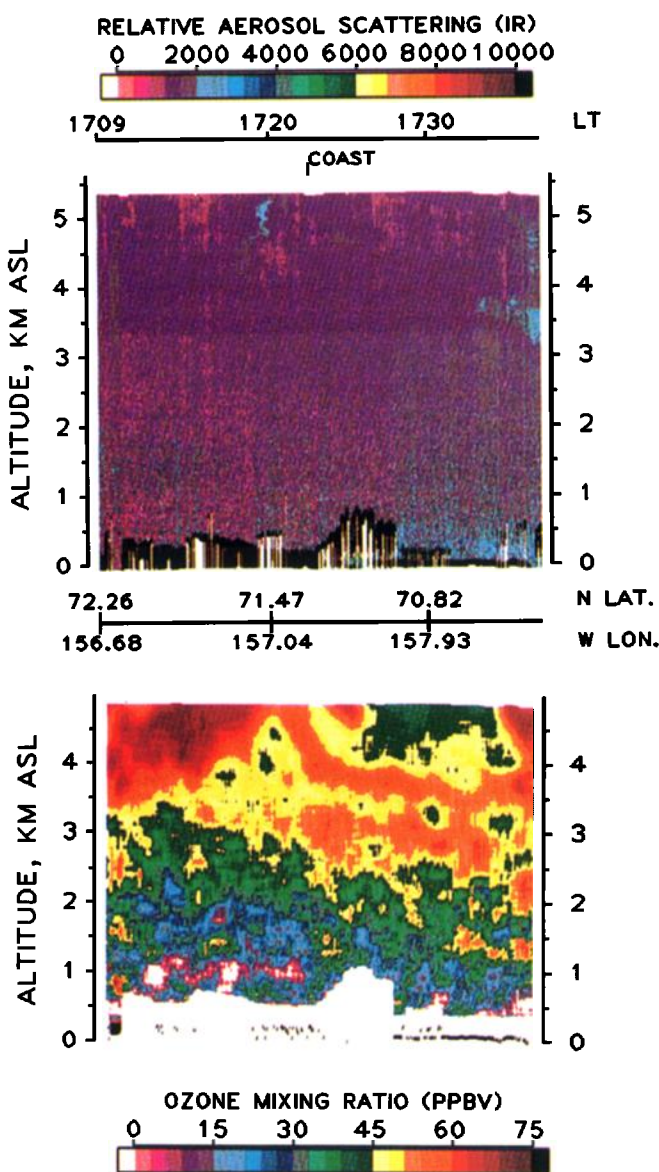 RELATIVE AEROSOL SCATTERING (IR)
0 2000 4000 6000 8000 10000
1709 1720 1730 LT
COAST
ALTITUDE, KM ASL
5 5
4 4
3 3
2 2
1 1
0 0
72.26 71.47 70.82 N LAT.
156.68 157.04 157.93 W LON.
ALTITUDE, KM ASL
4 4
3 3
2 2
1 1
0 0
OZONE MIXING RATIO (PPBV)
0 15 30 45 60 75